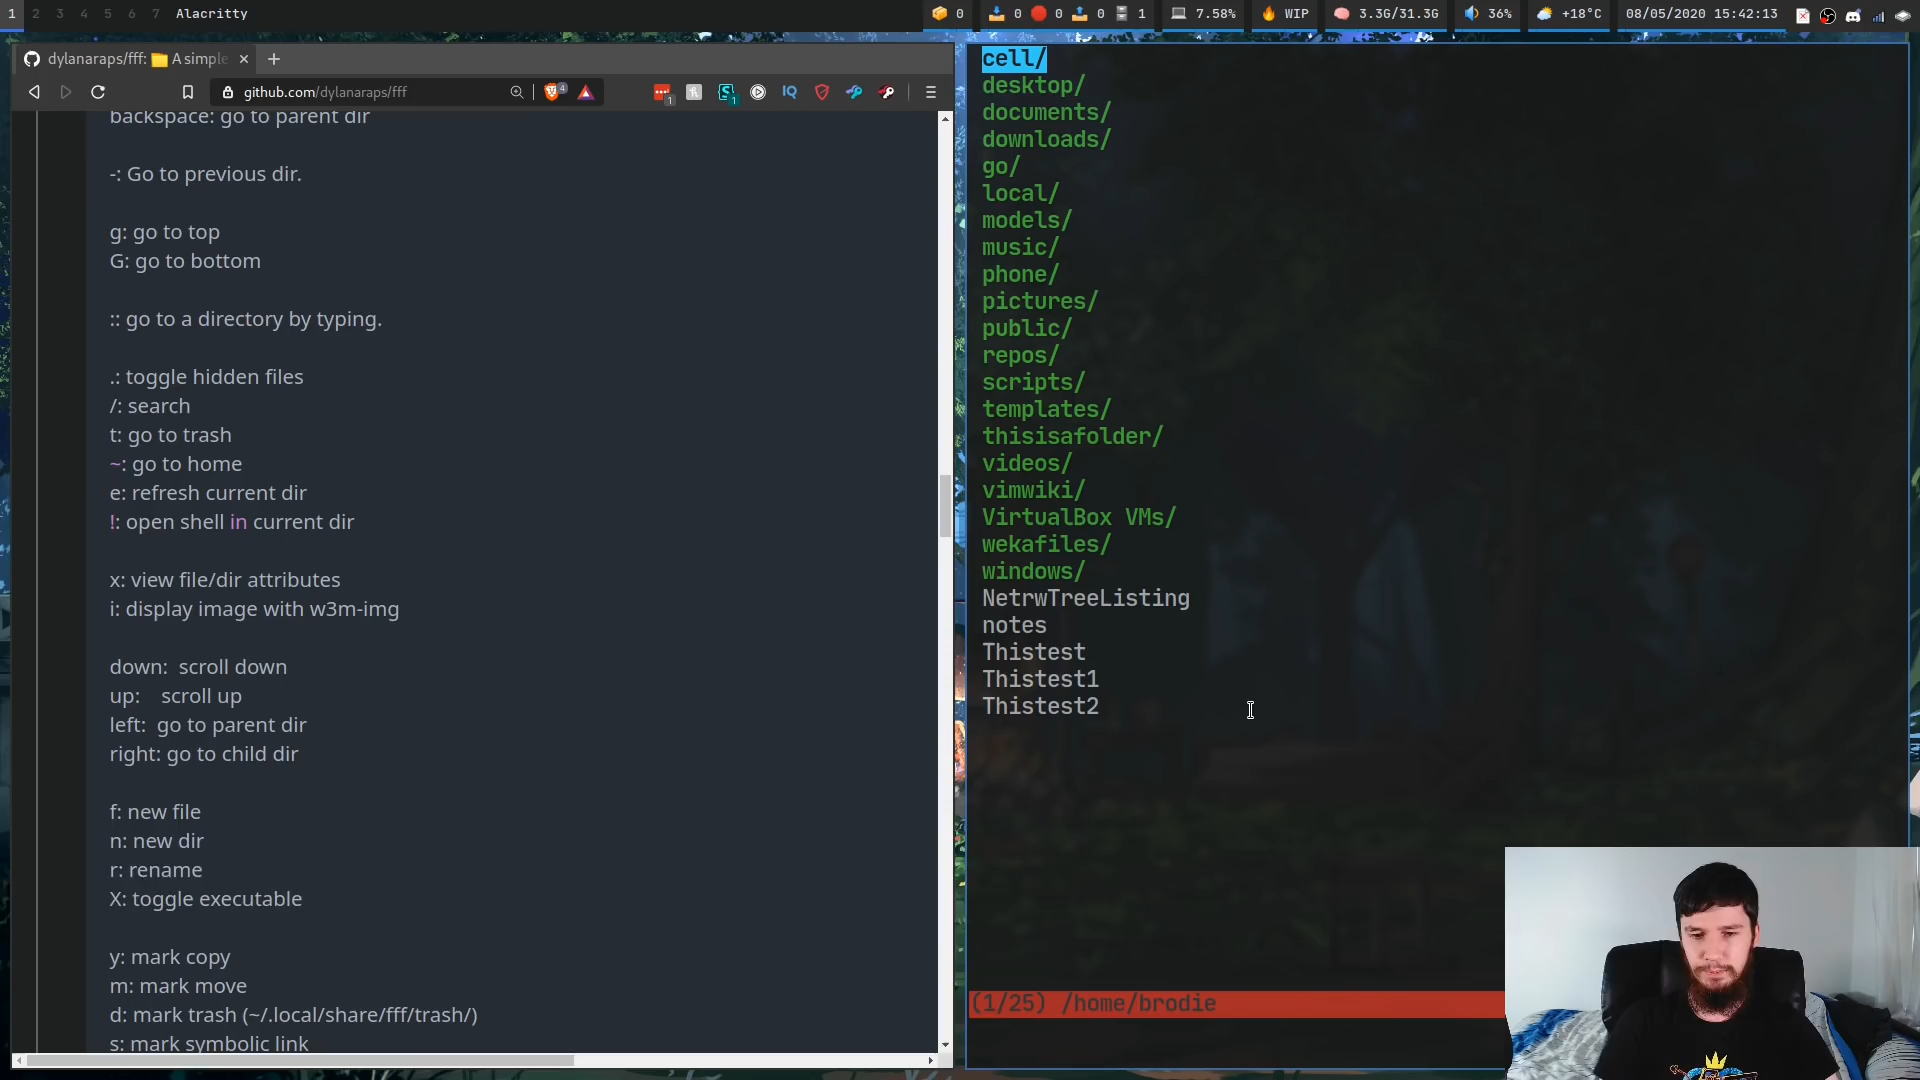 1 2 3 4 5 6 7 Alacritty
0 0 0 0 1 7.58% WIP 3.3G/31.3G 36% +18°C 08/05/2020 15:42:13
dylanaraps/fff: A simple
github.com/dylanaraps/fff
backspace: go to parent dir
-: Go to previous dir.
g: go to top
G: go to bottom
:: go to a directory by typing.
.: toggle hidden files
/: search
t: go to trash
~: go to home
e: refresh current dir
!: open shell in current dir
x: view file/dir attributes
i: display image with w3m-img
down:  scroll down
up:    scroll up
left:  go to parent dir
right: go to child dir
f: new file
n: new dir
r: rename
X: toggle executable
y: mark copy
m: mark move
d: mark trash (~/.local/share/fff/trash/)
s: mark symbolic link
cell/
desktop/
documents/
downloads/
go/
local/
models/
music/
phone/
pictures/
public/
repos/
scripts/
templates/
thisisafolder/
videos/
vimwiki/
VirtualBox VMs/
wekafiles/
windows/
NetrwTreeListing
notes
Thistest
Thistest1
Thistest2
(1/25) /home/brodie